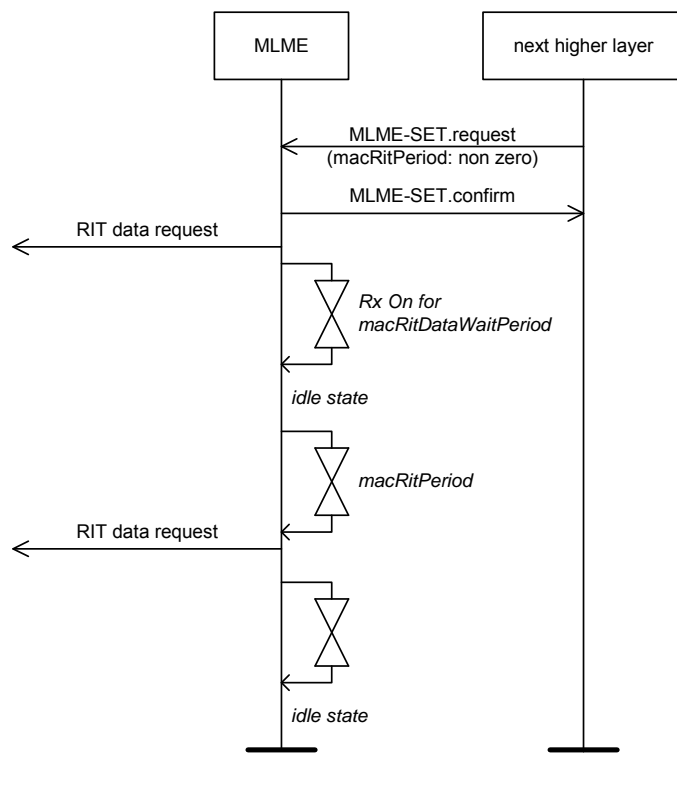 MLME
next higher layer
MLME-SET.request
(macRitPeriod: non zero)
MLME-SET.confirm
RIT data request
Rx On for
macRitDataWaitPeriod
idle state
macRitPeriod
RIT data request
idle state